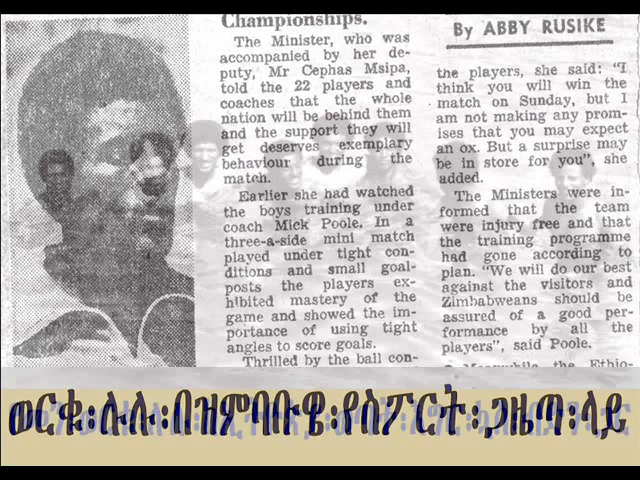 Championships.
The Minister, who was
accompanied by her de-
puty, Mr Cephas Msipa,
told the 22 players and
coaches that the whole
nation will be behind them
and the support they will
get deserves exemplary
behaviour during the
match.
Earlier she had watched
the boys training under
coach Mick Poole. In a
three-a-side mini match
played under tight con-
ditions and small goal-
posts the players ex-
hibited mastery of the
game and showed the im-
portance of using tight
angles to score goals.
Thrilled by the ball con-
By ABBY RUSIKE
the players, she said: “I
think you will win the
match on Sunday, but I
am not making any prom-
ises that you may expect
an ox. But a surprise may
be in store for you”, she
added.
The Ministers were in-
formed that the team
were injury free and that
the training programme
had gone according to
plan. “We will do our best
against the visitors and
Zimbabweans should be
assured of a good per-
formance by all the
players”, said Poole.
Meanwhile the Ethio-
ወርቁ፡ሉሉ፡በዝምባቡዌ፡የስፖርት፡ጋዜጣ፡ላይ